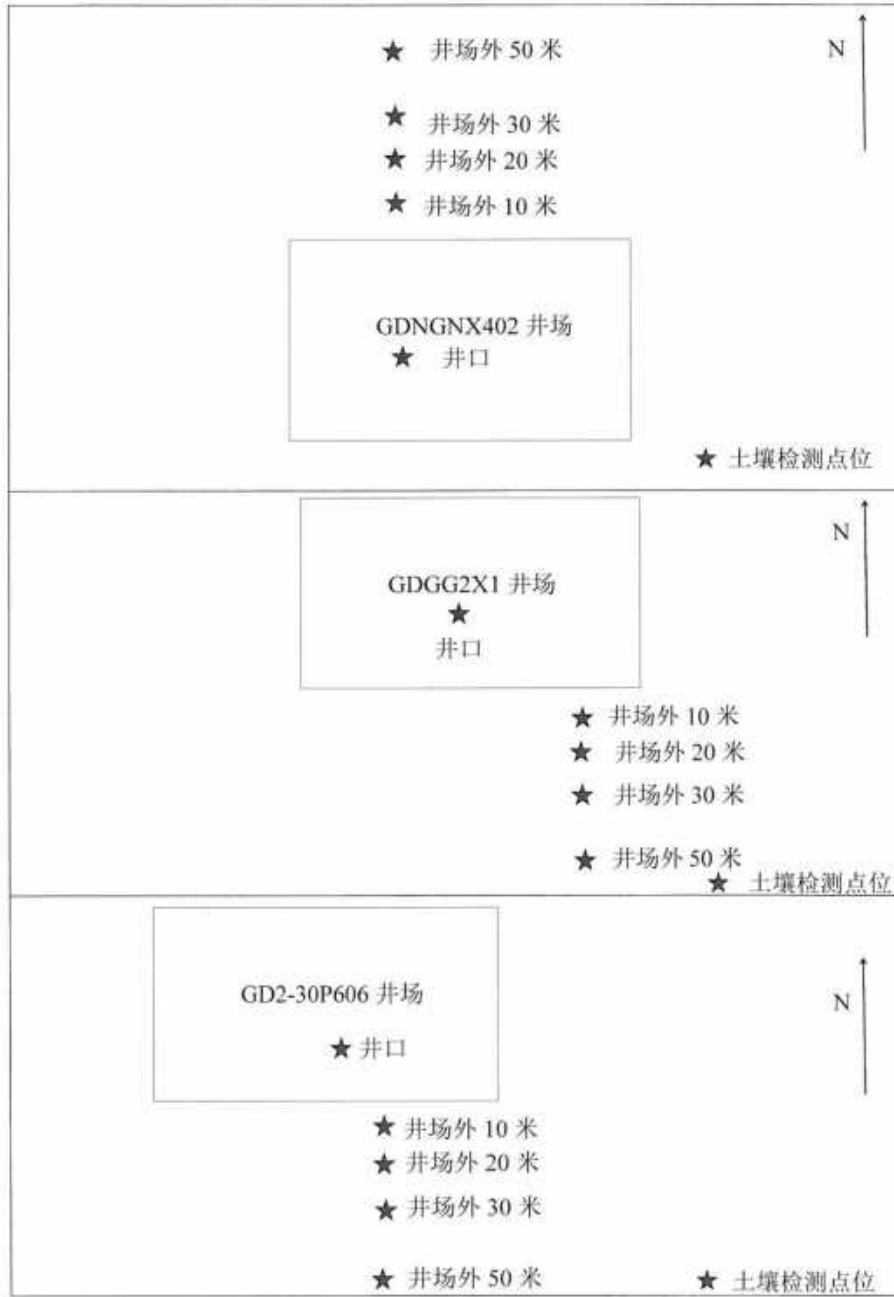 井场外 50 米
N
井场外 30 米
井场外 20 米
井场外 10 米
GDNGNX402 井场
井口
土壤检测点位
N
GDGG2X1 井场
井口
井场外 10 米
井场外 20 米
井场外 30 米
井场外 50 米
土壤检测点位
GD2-30P606 井场
N
井口
井场外 10 米
井场外 20 米
井场外 30 米
井场外 50 米
土壤检测点位